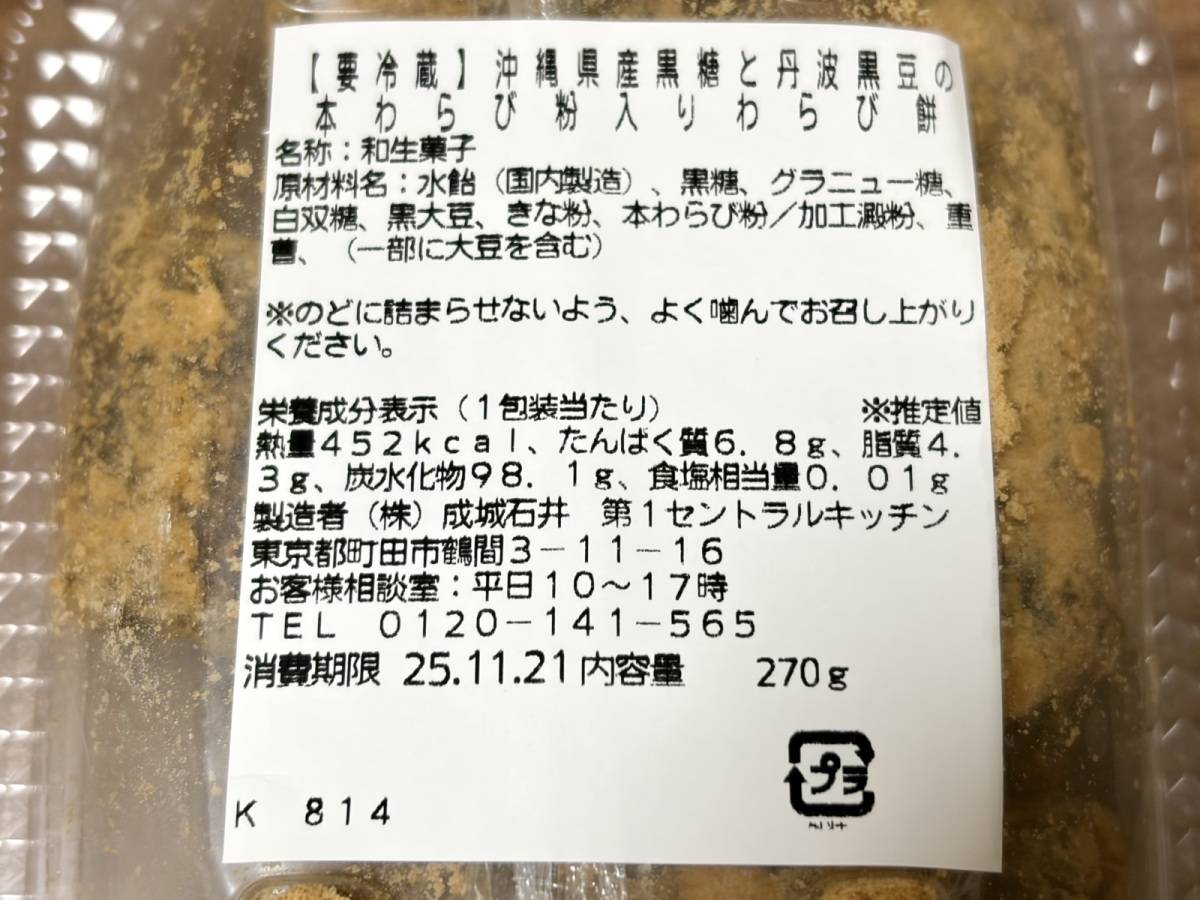 【要冷蔵】沖縄県産黒糖と丹波黒豆の
本わらび粉入りわらび餅
名称：和生菓子
原材料名：水飴（国内製造）、黒糖、グラニュー糖、
白双糖、黒大豆、きな粉、本わらび粉／加工澱粉、重
曹、（一部に大豆を含む）
※のどに詰まらせないよう、よく噛んでお召し上がり
ください。
栄養成分表示（１包装当たり） ※推定値
熱量４５２ｋｃａｌ、たんぱく質６．８ｇ、脂質４．
３ｇ、炭水化物９８．１ｇ、食塩相当量０．０１ｇ
製造者（株）成城石井　第１セントラルキッチン
東京都町田市鶴間３－１１－１６
お客様相談室：平日１０～１７時
ＴＥＬ　０１２０－１４１－５６５
消費期限 25.11.21 内容量 270ｇ
プラ
Ｋ　８１４